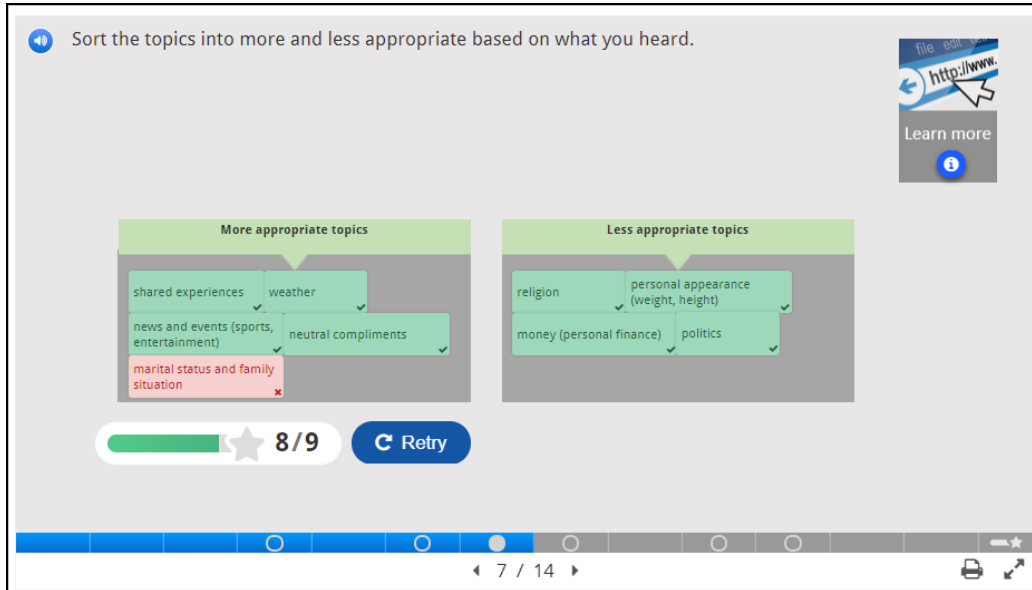 Sort the topics into more and less appropriate based on what you heard.
file edit
http://www.
Learn more
More appropriate topics
shared experiences
weather
news and events (sports,
entertainment)
neutral compliments
marital status and family
situation
Less appropriate topics
religion
personal appearance
(weight, height)
money (personal finance)
politics
8/9
Retry
7 / 14